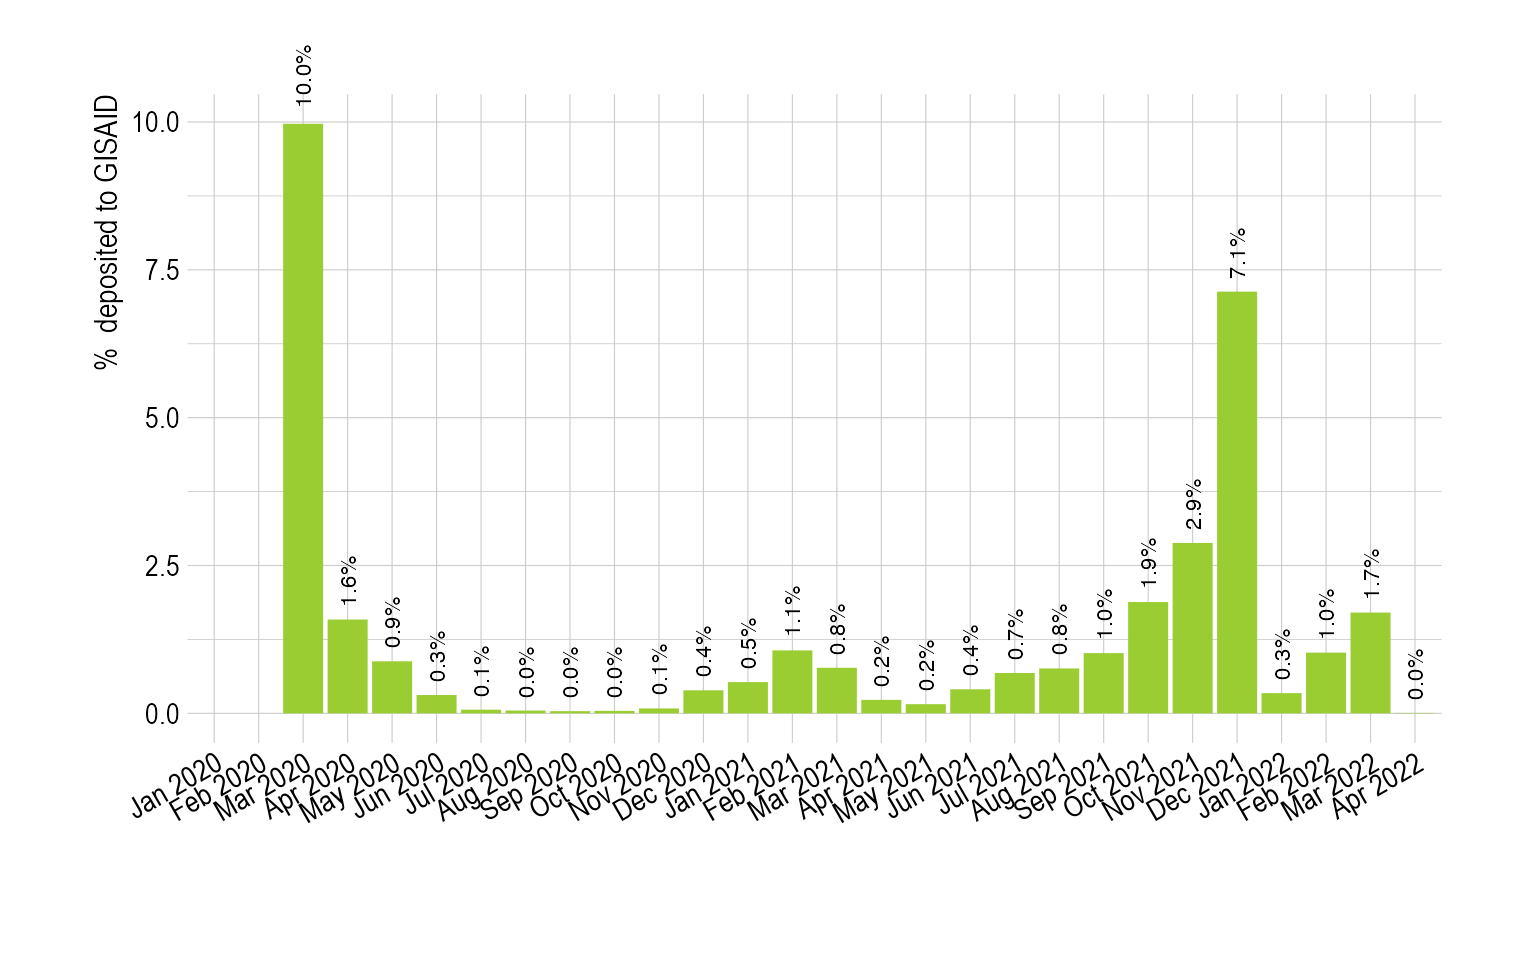 % deposited to GISAID
10.0
7.5
5.0
2.5
0.0
10.0%
1.6%
0.9%
0.3%
0.1%
0.0%
0.0%
0.0%
0.1%
0.4%
0.5%
1.1%
0.8%
0.2%
0.2%
0.4%
0.7%
0.8%
1.0%
1.9%
2.9%
7.1%
0.3%
1.0%
1.7%
0.0%
Jan 2020
Feb 2020
Mar 2020
Apr 2020
May 2020
Jun 2020
Jul 2020
Aug 2020
Sep 2020
Oct 2020
Nov 2020
Dec 2020
Jan 2021
Feb 2021
Mar 2021
Apr 2021
May 2021
Jun 2021
Jul 2021
Aug 2021
Sep 2021
Oct 2021
Nov 2021
Dec 2021
Jan 2022
Feb 2022
Mar 2022
Apr 2022